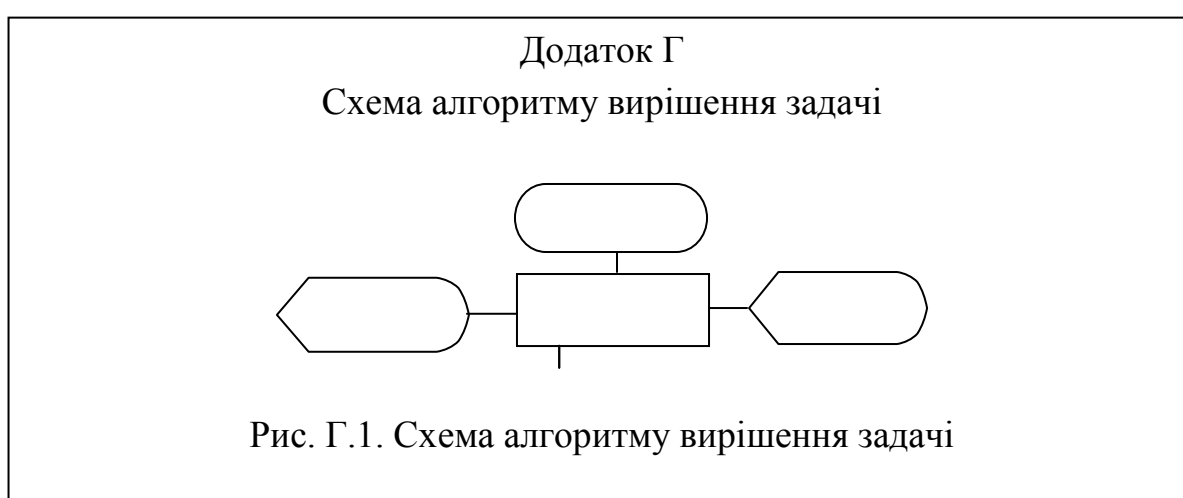 Додаток Г
Схема алгоритму вирішення задачі
Рис. Г.1. Схема алгоритму вирішення задачі